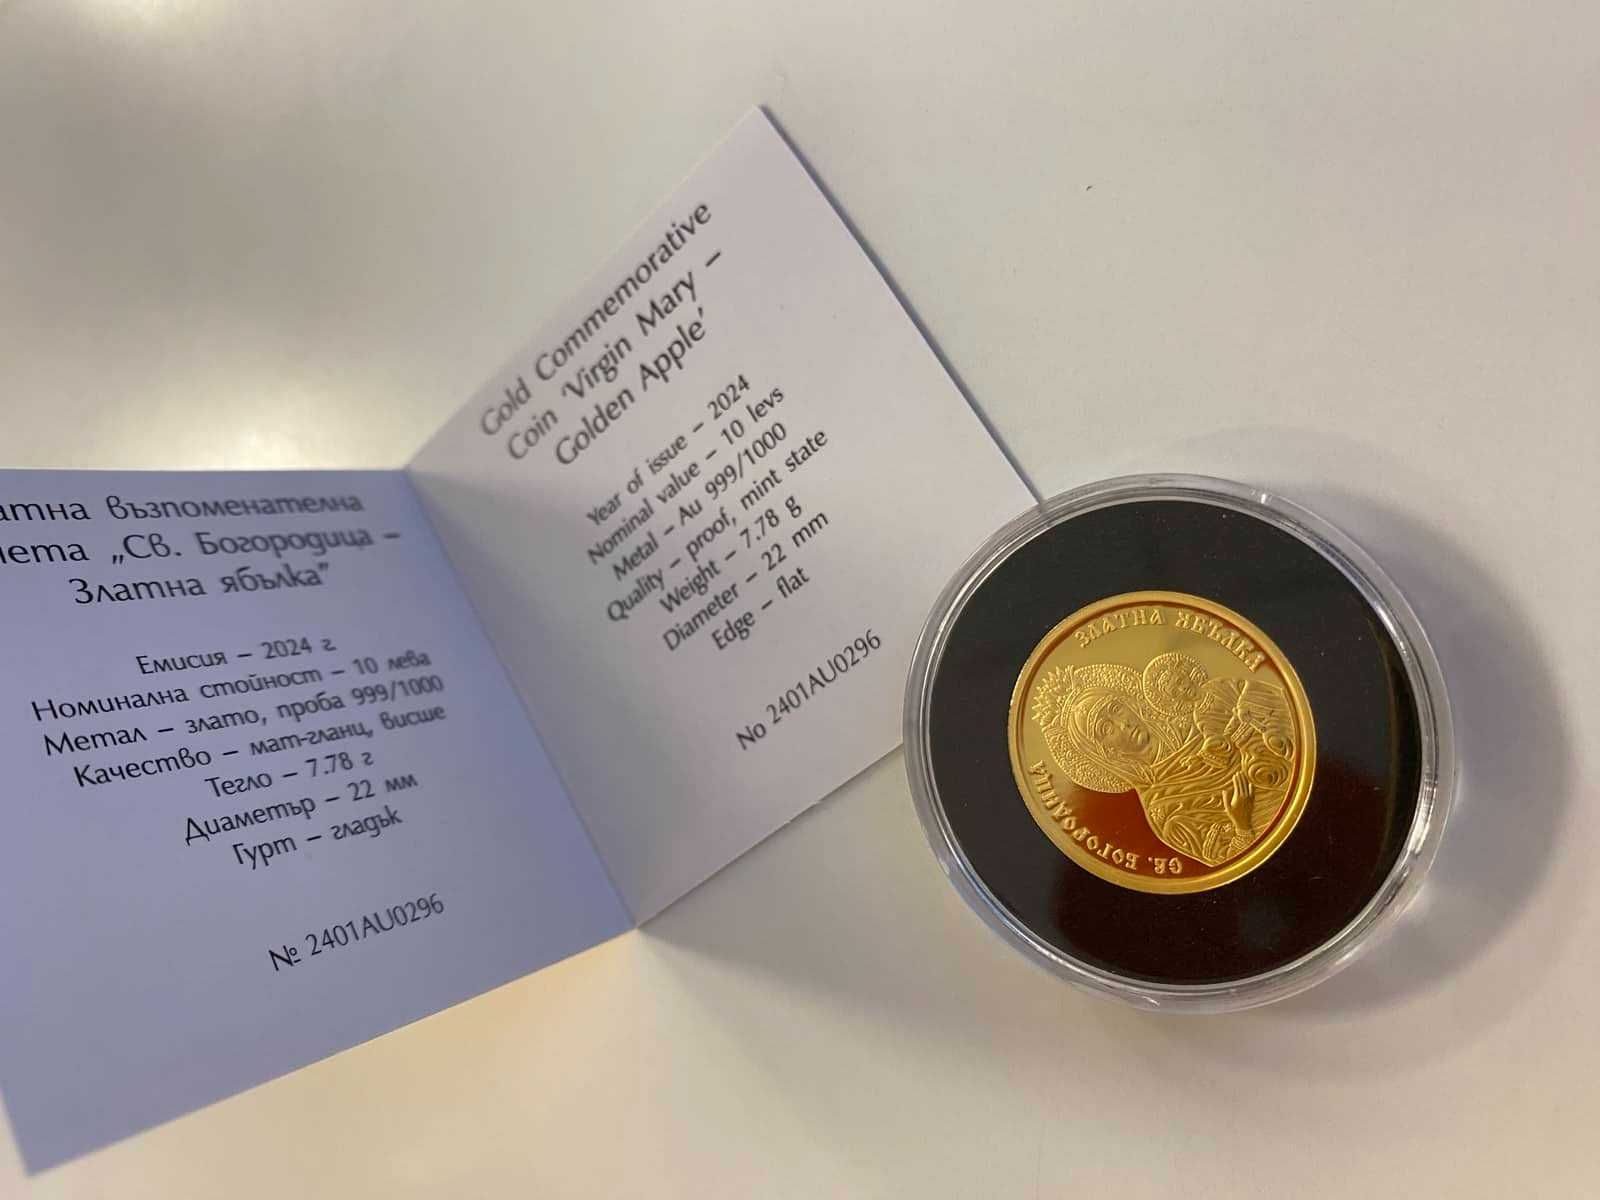 атна възпоменателна
нета „Св. Богородица –
Златна ябълка”
Емисия – 2024 г.
Номинална стойност – 10 лева
Метал – злато, проба 999/1000
Качество – мат-гланц, висше
Тегло – 7.78 г
Диаметър – 22 мм
Гурт – гладък
№ 2401AU0296
Gold Commemorative
Coin ‘Virgin Mary –
Golden Apple’
Year of issue – 2024
Nominal value – 10 levs
Metal – Au 999/1000
Quality – proof, mint state
Weight – 7.78 g
Diameter – 22 mm
Edge – flat
No 2401AU0296
ЗЛАТНА ЯБЪЛКА
СВ. БОГОРОДИЦА